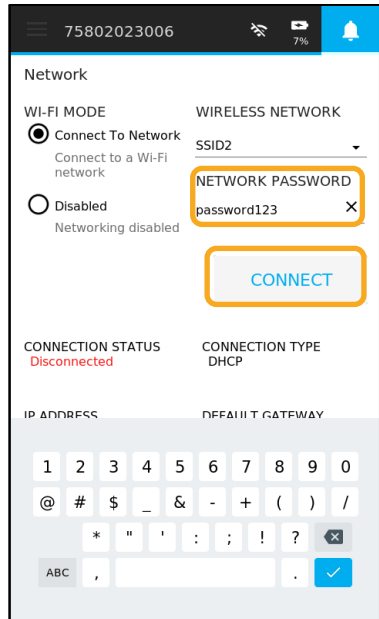 75802023006
7%
Network
WI-FI MODE
Connect To Network
Connect to a Wi-Fi
network
Disabled
Networking disabled
WIRELESS NETWORK
SSID2
NETWORK PASSWORD
password123
CONNECT
CONNECTION STATUS
Disconnected
CONNECTION TYPE
DHCP
IP ADDRESS
DEFAULT GATEWAY
1 2 3 4 5 6 7 8 9 0
@ # $ _ & - + ( ) /
* " ' : ; ! ?
ABC , .